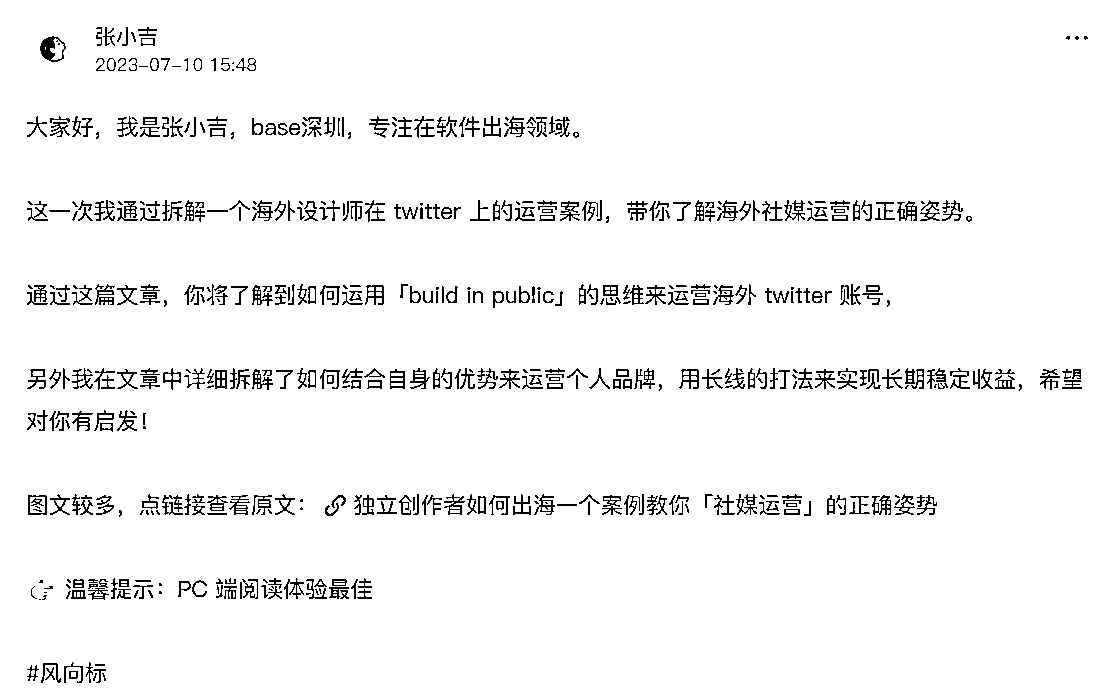 张小吉
2023-07-10 15:48
大家好，我是张小吉，base深圳，专注在软件出海领域。
这一次我通过拆解一个海外设计师在 twitter 上的运营案例，带你了解海外社媒运营的正确姿势。
通过这篇文章，你将了解到如何运用「build in public」的思维来运营海外 twitter 账号，
另外我在文章中详细拆解了如何结合自身的优势来运营个人品牌，用长线的打法来实现长期稳定收益，希望
对你有启发！
图文较多，点链接查看原文： 🔗 独立创作者如何出海一个案例教你「社媒运营」的正确姿势
👉 温馨提示：PC 端阅读体验最佳
#风向标